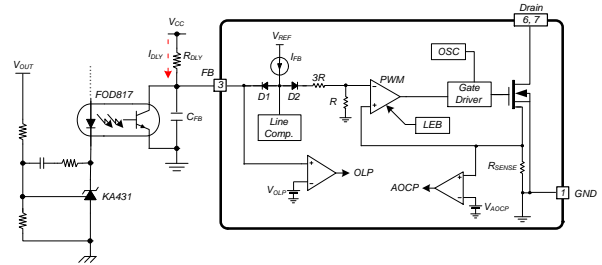 Drain
6, 7
VCC
VREF
IDLY
RDLY
IFB
OSC
VOUT
FB
3R
PWM
3
FOD817
D1
D2
R
Gate
Driver
CFB
Line
Comp.
LEB
+
-
RSENSE
KA431
OLP
AOCP
VOLP
VAOCP
1
GND